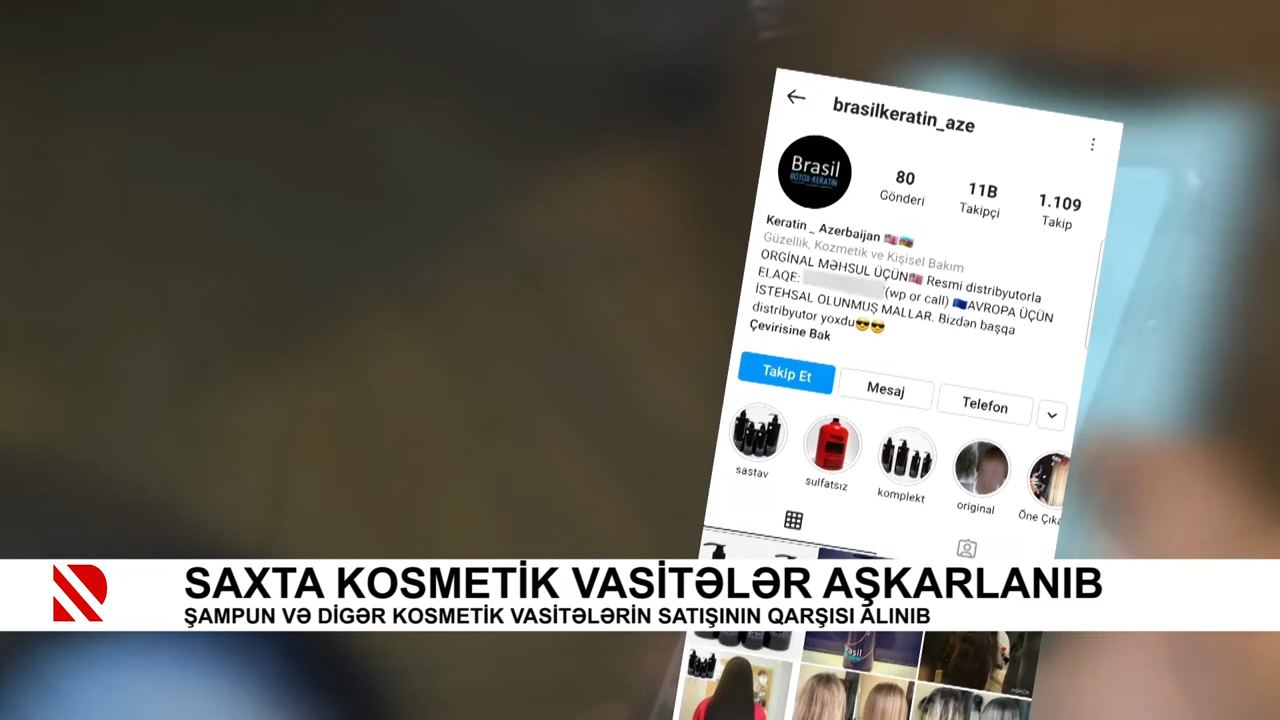 brasilkeratin_aze
Brasil
BOTOX-KERATIN
80
Gönderi
11B
Takipçi
1.109
Takip
Keratin _ Azerbaijan
Güzellik, Kozmetik ve Kişisel Bakım
ORGİNAL MƏHSUL ÜÇÜN Resmi distribyutorla
ELAQE: (wp or call) AVROPA ÜÇÜN
İSTEHSAL OLUNMUŞ MALLAR. Bizdən başqa
distribyutor yoxdu
Çevirisine Bak
Takip Et
Mesaj
Telefon
sastav
sulfatsız
komplekt
original
Öne Çıka
SAXTA KOSMETİK VASİTƏLƏR AŞKARLANIB
ŞAMPUN VƏ DİGƏR KOSMETİK VASİTƏLƏRİN SATIŞININ QARŞISI ALINIB
Brasil